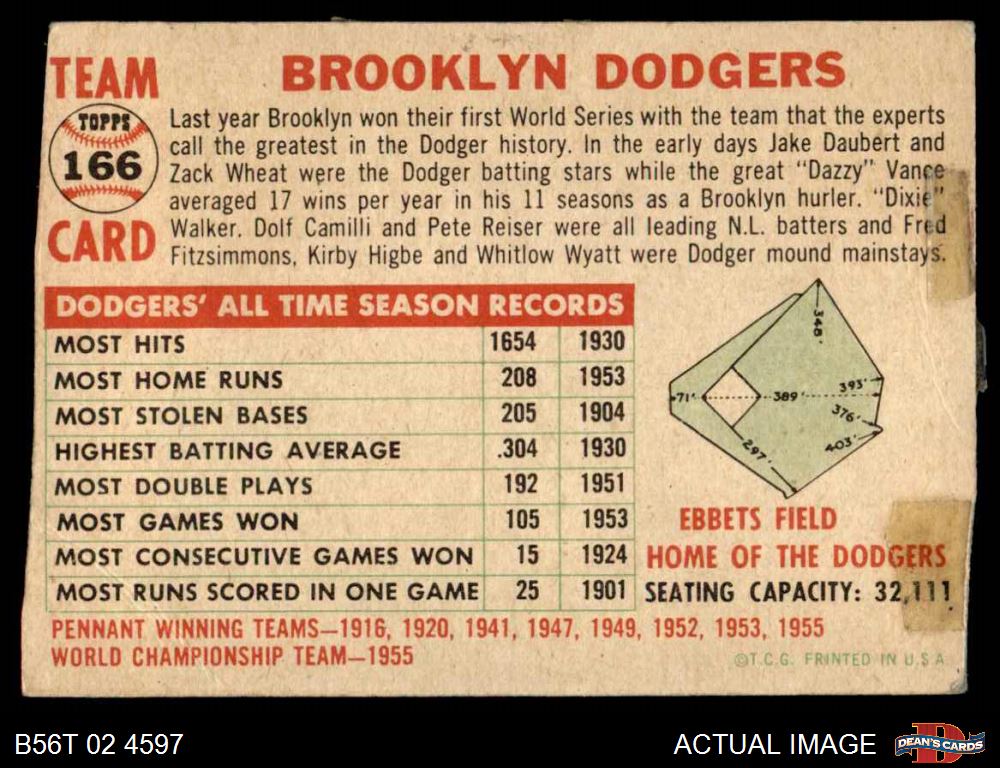 TEAM
BROOKLYN DODGERS
TOPPS
166
CARD
Last year Brooklyn won their first World Series with the team that the experts
call the greatest in the Dodger history. In the early days Jake Daubert and
Zack Wheat were the Dodger batting stars while the great "Dazzy" Vance
averaged 17 wins per year in his 11 seasons as a Brooklyn hurler. "Dixie"
Walker. Dolf Camilli and Pete Reiser were all leading N.L. batters and Fred
Fitzsimmons, Kirby Higbe and Whitlow Wyatt were Dodger mound mainstays.
DODGERS' ALL TIME SEASON RECORDS
MOST HITS 1654 1930
MOST HOME RUNS 208 1953
MOST STOLEN BASES 205 1904
HIGHEST BATTING AVERAGE .304 1930
MOST DOUBLE PLAYS 192 1951
MOST GAMES WON 105 1953
MOST CONSECUTIVE GAMES WON 15 1924
MOST RUNS SCORED IN ONE GAME 25 1901
348'
393'
71'
389'
376'
403'
297'
EBBETS FIELD
HOME OF THE DODGERS
SEATING CAPACITY: 32,111
PENNANT WINNING TEAMS—1916, 1920, 1941, 1947, 1949, 1952, 1953, 1955
WORLD CHAMPIONSHIP TEAM—1955
©T.C.G. PRINTED IN U.S.A.
B56T 02 4597
ACTUAL IMAGE
D
DEAN'S CARDS